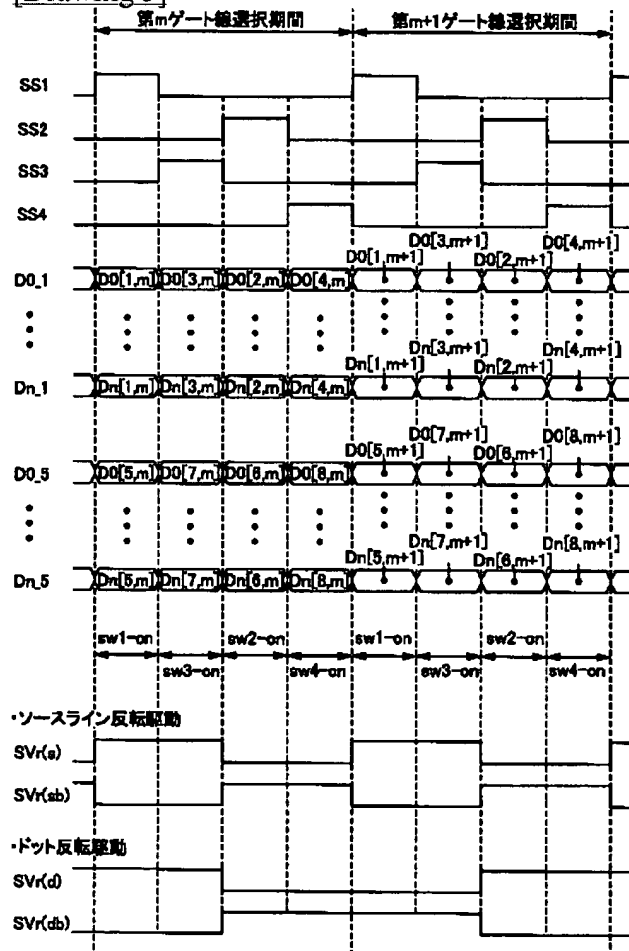 [Drawing 5]
第mゲート線選択期間 第m+1ゲート線選択期間
SS1
SS2
SS3
SS4
D0[3,m+1] D0[4,m+1]
D0[1,m+1] D0[2,m+1]
D0_1 D0[1,m] D0[3,m] D0[2,m] D0[4,m]
Dn[3,m+1] Dn[4,m+1]
Dn[1,m+1] Dn[2,m+1]
Dn_1 Dn[1,m] Dn[3,m] Dn[2,m] Dn[4,m]
D0[7,m+1] D0[8,m+1]
D0[5,m+1] D0[6,m+1]
D0_5 D0[5,m] D0[7,m] D0[6,m] D0[8,m]
Dn[7,m+1] Dn[8,m+1]
Dn[5,m+1] Dn[6,m+1]
Dn_5 Dn[5,m] Dn[7,m] Dn[6,m] Dn[8,m]
sw1-on sw2-on sw1-on sw2-on
sw3-on sw4-on sw3-on sw4-on
・ソースライン反転駆動
SVr(s)
SVr(sb)
・ドット反転駆動
SVr(d)
SVr(db)